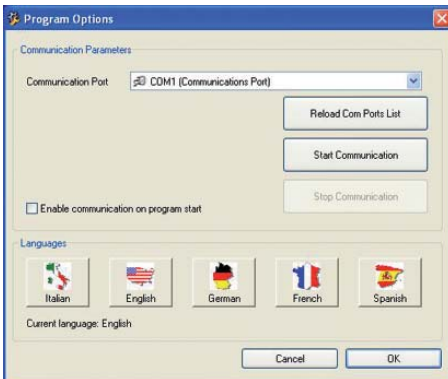 Program Options
Communication Parameters
Communication Port COM1 (Communications Port)
Reload Com Ports List
Start Communication
Stop Communication
Enable communication on program start
Languages
Italian English German French Spanish
Current language: English
Cancel OK